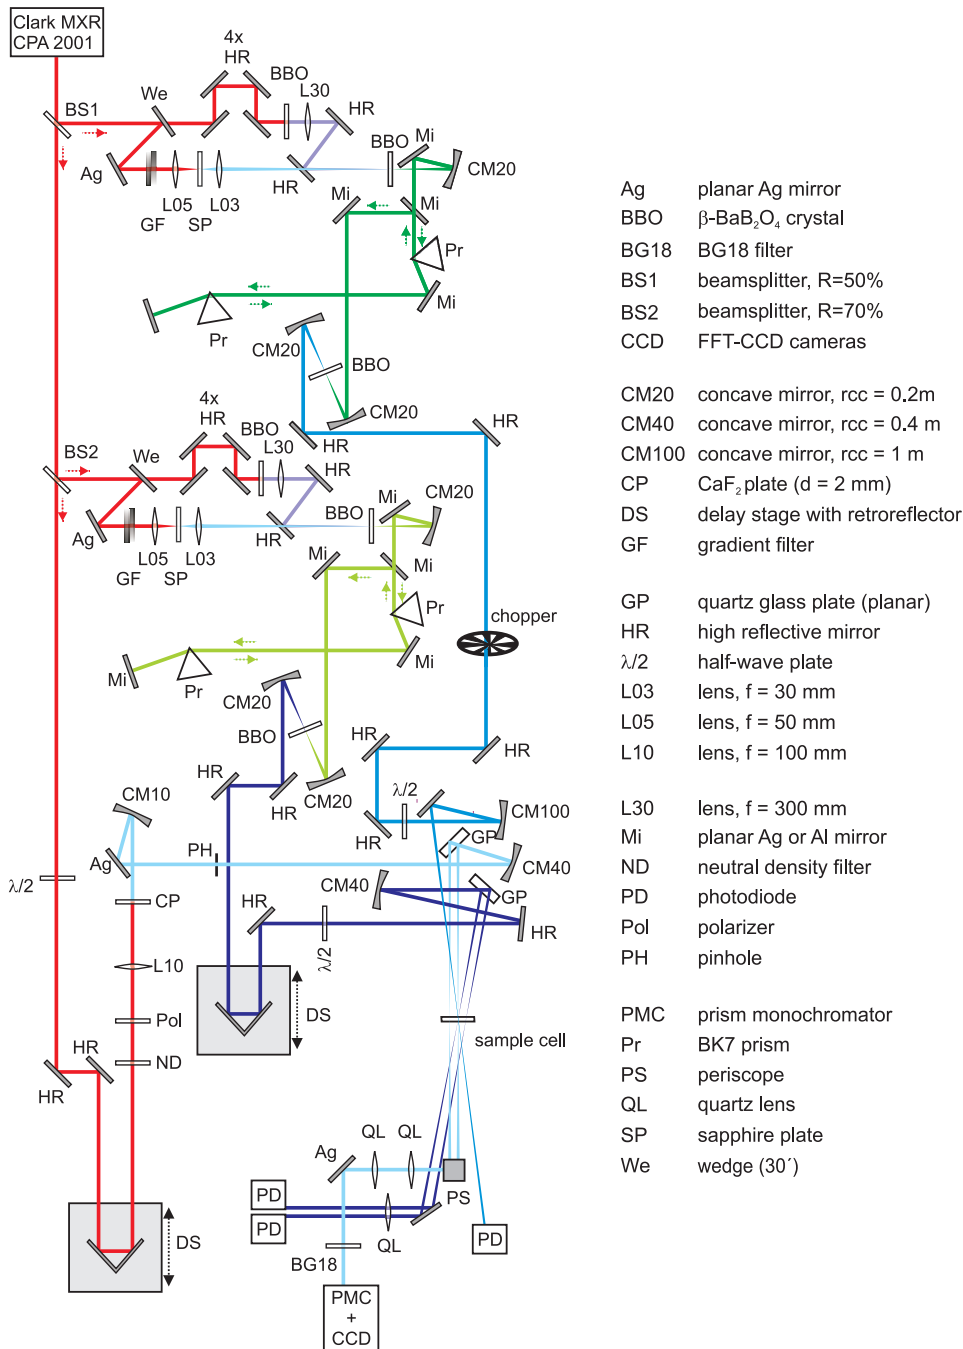 Clark MXR
CPA 2001
4x
HR
BBO
L30
HR
We
BS1
Mi
BBO
CM20
Ag
L05
L03
HR
GF
SP
Mi
Mi
Pr
Mi
Pr
CM20
BBO
CM20
HR
HR
4x
HR
BBO
L30
HR
We
BS2
CM20
Mi
BBO
Ag
L05
L03
HR
GF
SP
Mi
Mi
Pr
chopper
Mi
Mi
Pr
CM20
BBO
HR
HR
HR
HR
CM20
CM10
λ/2
CM100
HR
GP
PH
Ag
CM40
CM40
GP
λ/2
CP
HR
HR
λ/2
L10
DS
Pol
sample cell
HR
ND
HR
QL
QL
Ag
PS
PD
PD
QL
PD
DS
BG18
PMC
+
CCD
Ag planar Ag mirror
BBO β-BaB₂O₄ crystal
BG18 BG18 filter
BS1 beamsplitter, R=50%
BS2 beamsplitter, R=70%
CCD FFT-CCD cameras
CM20 concave mirror, rcc = 0.2m
CM40 concave mirror, rcc = 0.4 m
CM100 concave mirror, rcc = 1 m
CP CaF₂ plate (d = 2 mm)
DS delay stage with retroreflector
GF gradient filter
GP quartz glass plate (planar)
HR high reflective mirror
λ/2 half-wave plate
L03 lens, f = 30 mm
L05 lens, f = 50 mm
L10 lens, f = 100 mm
L30 lens, f = 300 mm
Mi planar Ag or Al mirror
ND neutral density filter
PD photodiode
Pol polarizer
PH pinhole
PMC prism monochromator
Pr BK7 prism
PS periscope
QL quartz lens
SP sapphire plate
We wedge (30´)